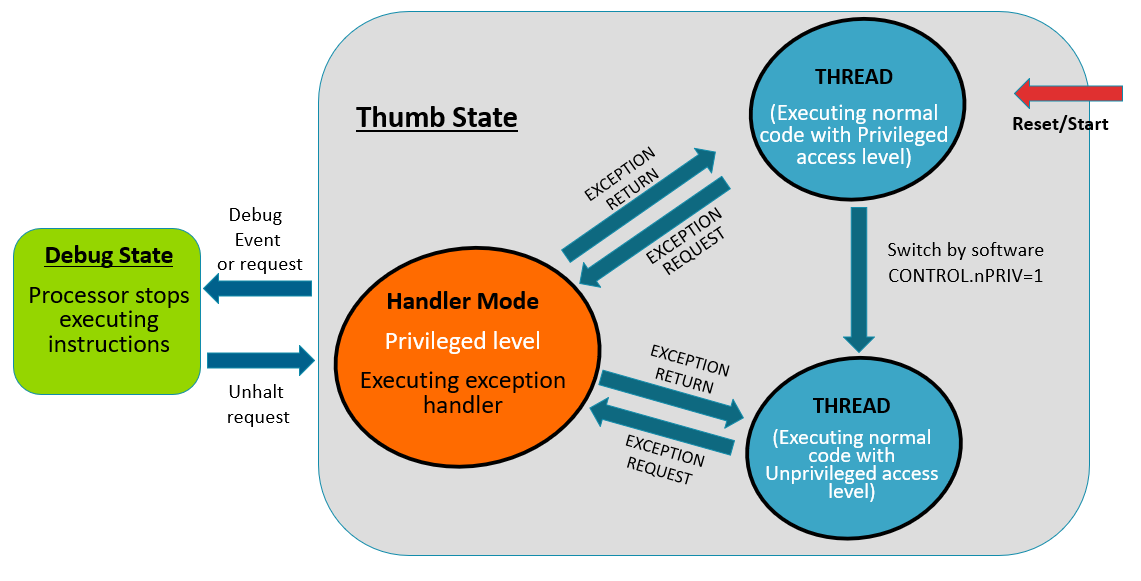 Thumb State
THREAD
(Executing normal
code with Privileged
access level)
Reset/Start
EXCEPTION
RETURN
EXCEPTION
REQUEST
Debug
Event
or request
Debug State
Processor stops
executing
instructions
Unhalt
request
Switch by software
CONTROL.nPRIV=1
Handler Mode
Privileged level
Executing exception
handler
EXCEPTION
RETURN
EXCEPTION
REQUEST
THREAD
(Executing normal
code with
Unprivileged access
level)